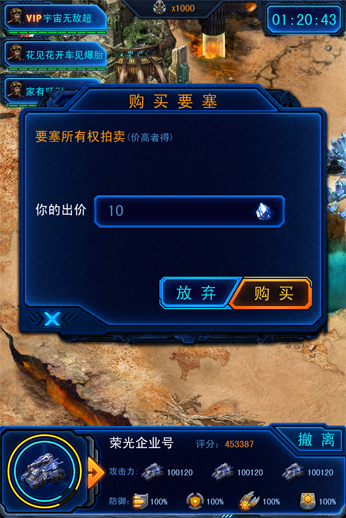 x1000
01:20:43
VIP宇宙无敌超
花见花开车见爆胎
家有
购买要塞
要塞所有权拍卖(价高者得)
你的出价 10
放弃 购买
荣光企业号 评分: 453387 撤离
攻击力: 100120 100120 100120
防御: 100% 100% 100% 100%